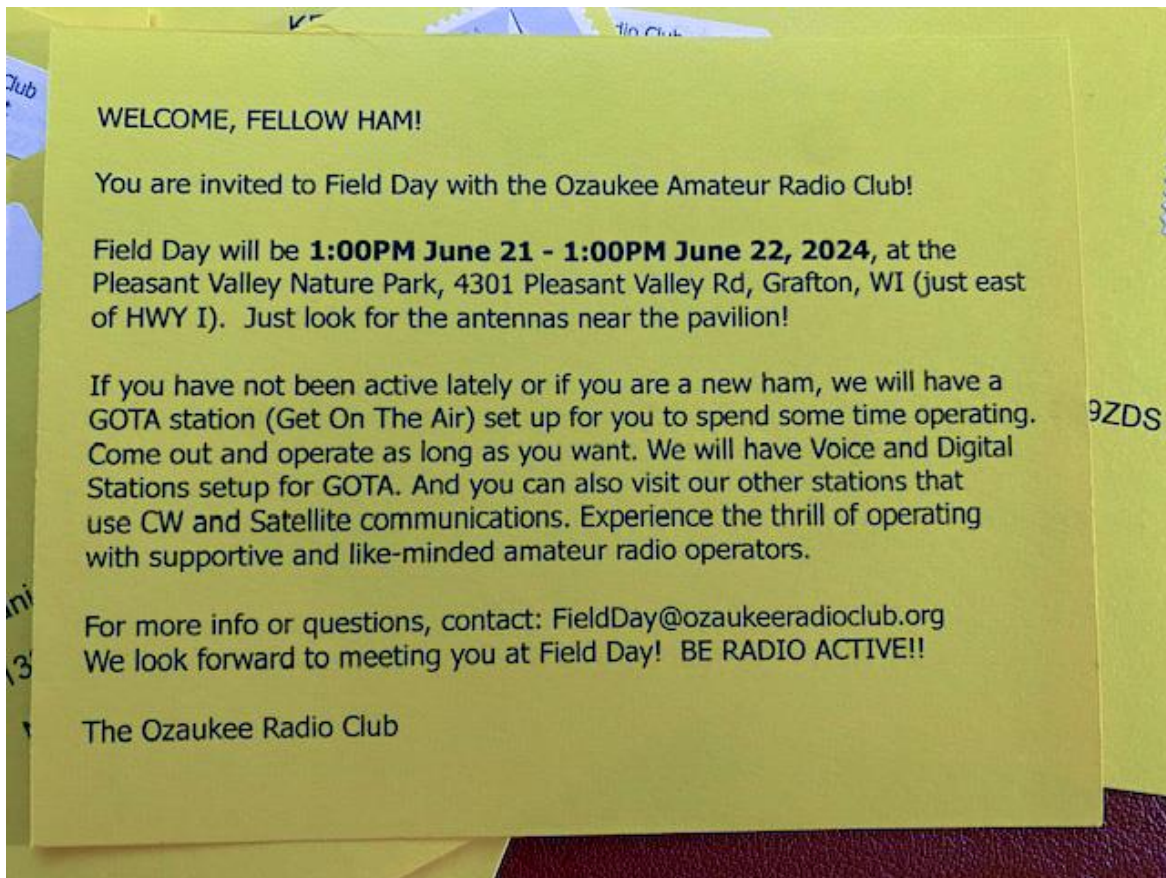 dio Club
Club
WELCOME, FELLOW HAM!
You are invited to Field Day with the Ozaukee Amateur Radio Club!
Field Day will be 1:00PM June 21 - 1:00PM June 22, 2024, at the
Pleasant Valley Nature Park, 4301 Pleasant Valley Rd, Grafton, WI (just east
of HWY I).  Just look for the antennas near the pavilion!
If you have not been active lately or if you are a new ham, we will have a
GOTA station (Get On The Air) set up for you to spend some time operating.
Come out and operate as long as you want. We will have Voice and Digital
Stations setup for GOTA. And you can also visit our other stations that
use CW and Satellite communications. Experience the thrill of operating
with supportive and like-minded amateur radio operators.
For more info or questions, contact: FieldDay@ozaukeeradioclub.org
We look forward to meeting you at Field Day!  BE RADIO ACTIVE!!
The Ozaukee Radio Club
9ZDS